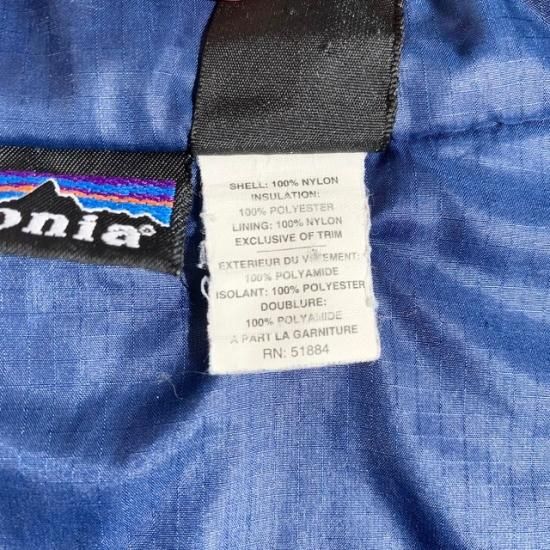 onia®
SHELL: 100% NYLON
INSULATION:
100% POLYESTER
LINING: 100% NYLON
EXCLUSIVE OF TRIM
EXTERIEUR DU VETEMENT:
100% POLYAMIDE
ISOLANT: 100% POLYESTER
DOUBLURE:
100% POLYAMIDE
A PART LA GARNITURE
RN: 51884